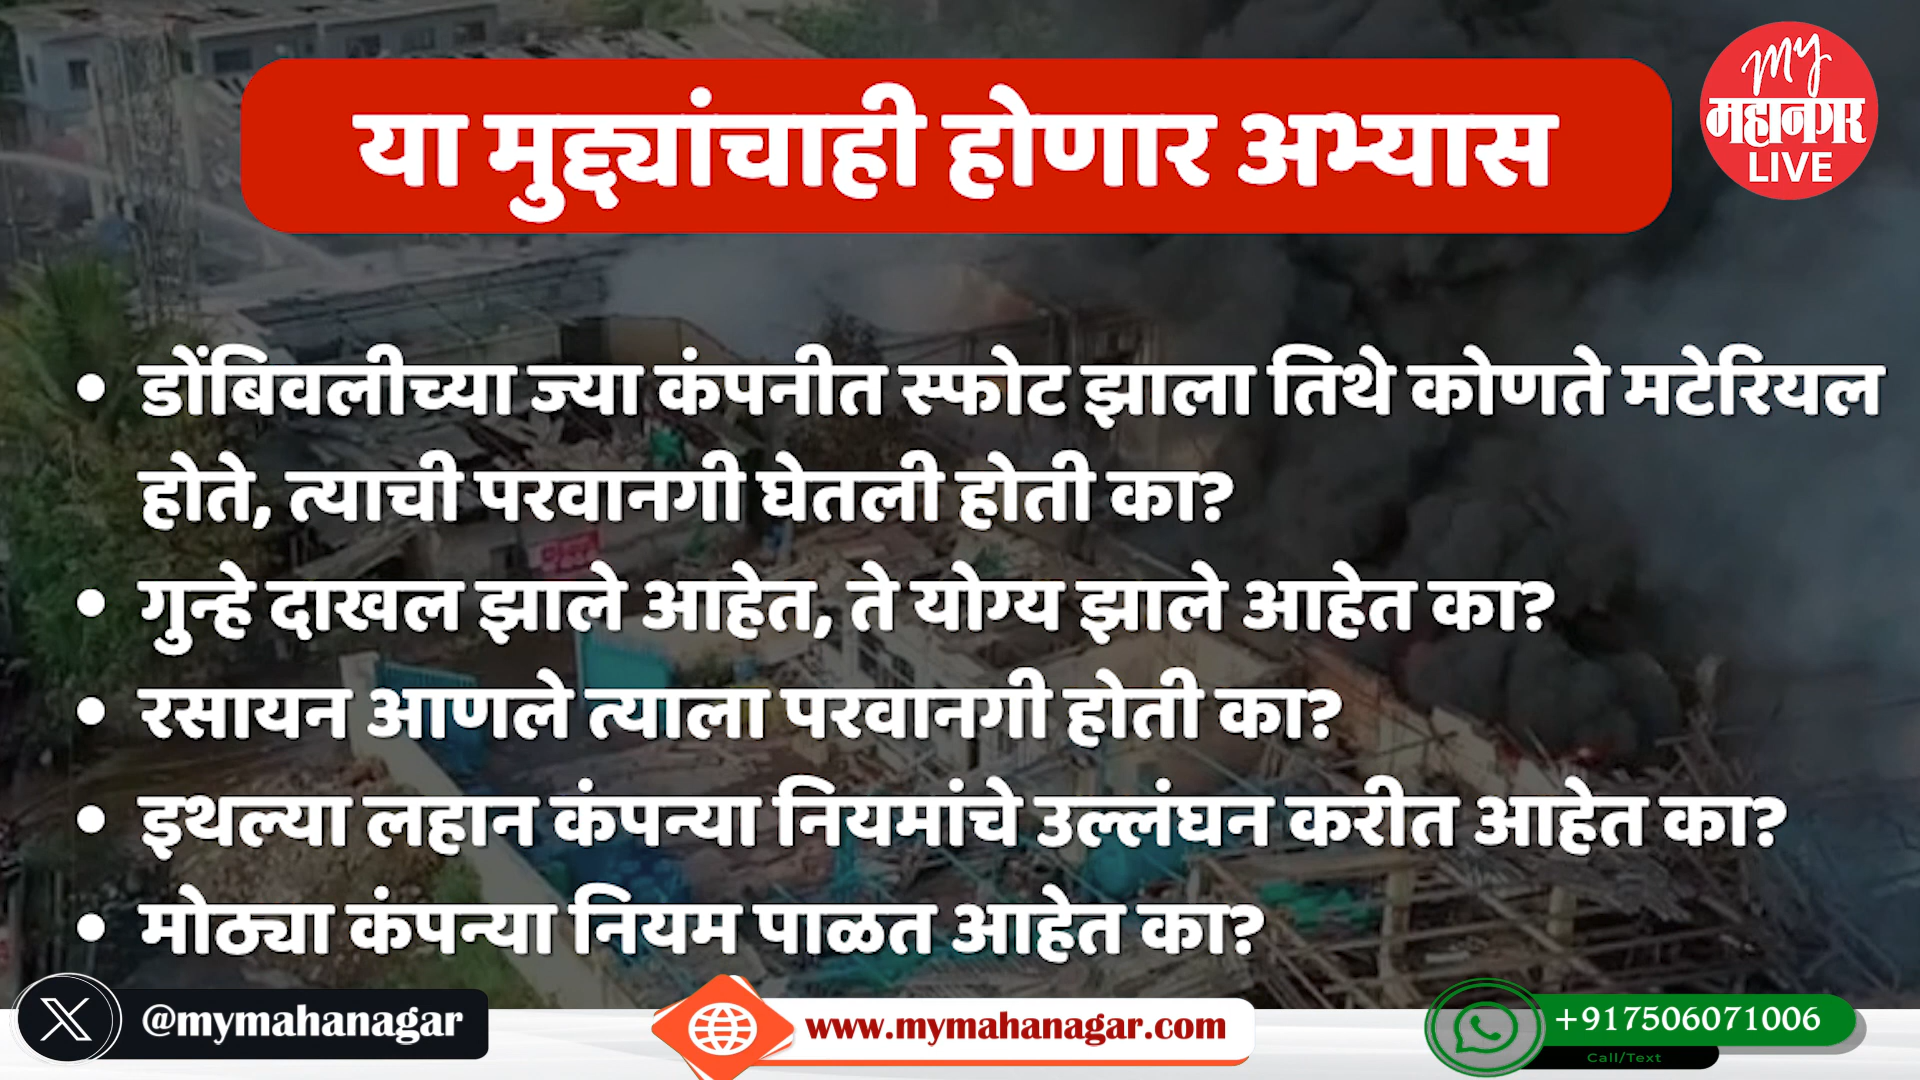 My
महानगर
LIVE
या मुद्द्यांचाही होणार अभ्यास
• डोंबिवलीच्या ज्या कंपनीत स्फोट झाला तिथे कोणते मटेरियल
होते, त्याची परवानगी घेतली होती का?
• गुन्हे दाखल झाले आहेत, ते योग्य झाले आहेत का?
• रसायन आणले त्याला परवानगी होती का?
• इथल्या लहान कंपन्या नियमांचे उल्लंघन करीत आहेत का?
• मोठ्या कंपन्या नियम पाळत आहेत का?
@mymahanagar
www.mymahanagar.com
+917506071006
Call/Text